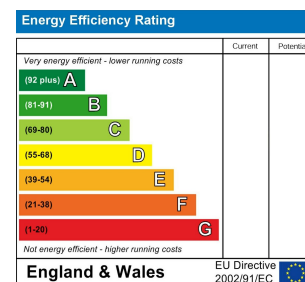 Energy Efficiency Rating
Current Potentia
Very energy efficient - lower running costs
(92 plus) A
(81-91) B
(69-80) C
(55-68) D
(39-54) E
(21-38) F
(1-20) G
Not energy efficient - higher running costs
England & Wales
EU Directive
2002/91/EC